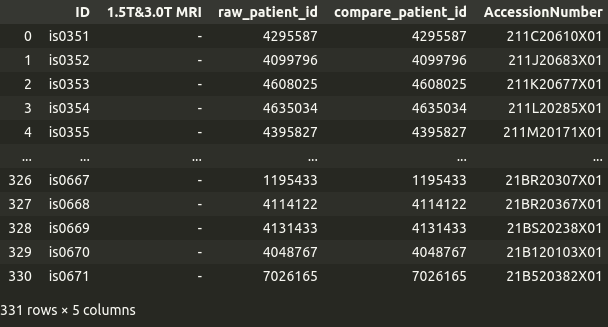 ID 1.5T&3.0T MRI raw_patient_id compare_patient_id AccessionNumber
0 is0351 - 4295587 4295587 211C20610X01
1 is0352 - 4099796 4099796 211J20683X01
2 is0353 - 4608025 4608025 211K20677X01
3 is0354 - 4635034 4635034 211L20285X01
4 is0355 - 4395827 4395827 211M20171X01
... ... ... ... ... ...
326 is0667 - 1195433 1195433 21BR20307X01
327 is0668 - 4114122 4114122 21BR20367X01
328 is0669 - 4131433 4131433 21BS20238X01
329 is0670 - 4048767 4048767 21B120103X01
330 is0671 - 7026165 7026165 21B520382X01
331 rows × 5 columns